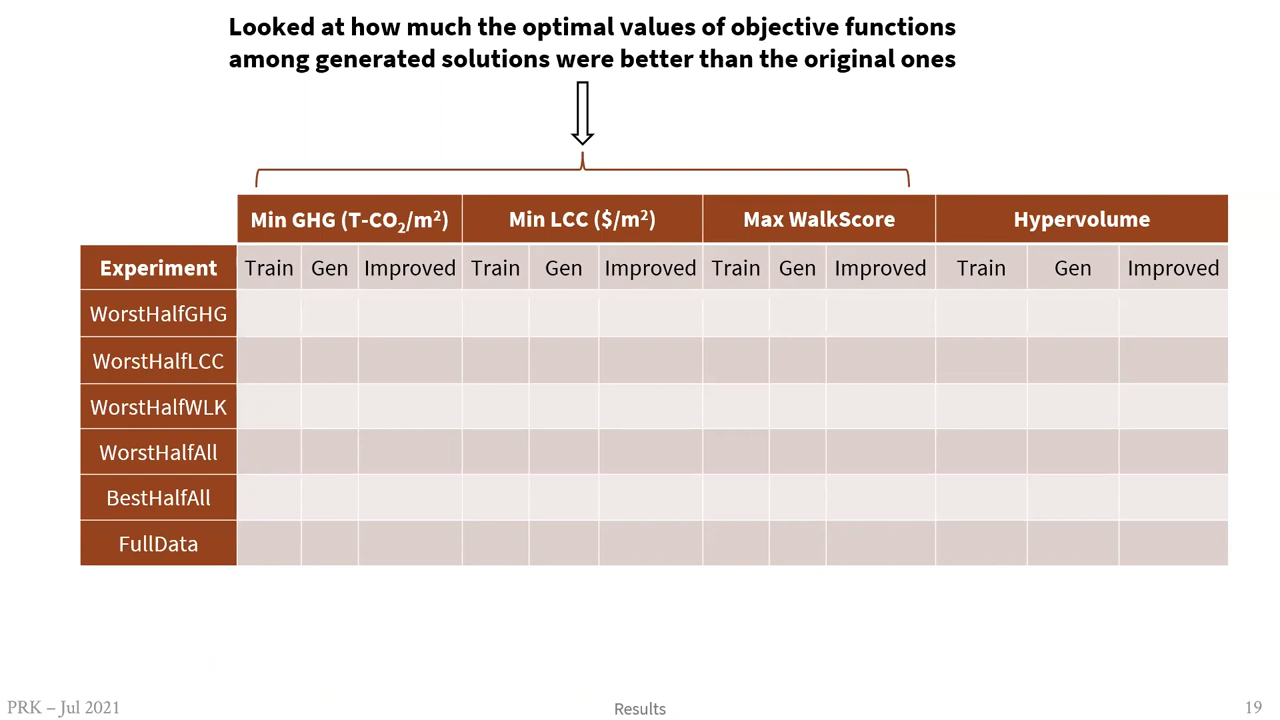 Looked at how much the optimal values of objective functions
among generated solutions were better than the original ones
Min GHG (T-CO₂/m²) Min LCC ($/m²) Max WalkScore Hypervolume
Experiment Train Gen Improved Train Gen Improved Train Gen Improved Train Gen Improved
WorstHalfGHG
WorstHalfLCC
WorstHalfWLK
WorstHalfAll
BestHalfAll
FullData
PRK – Jul 2021 Results 19